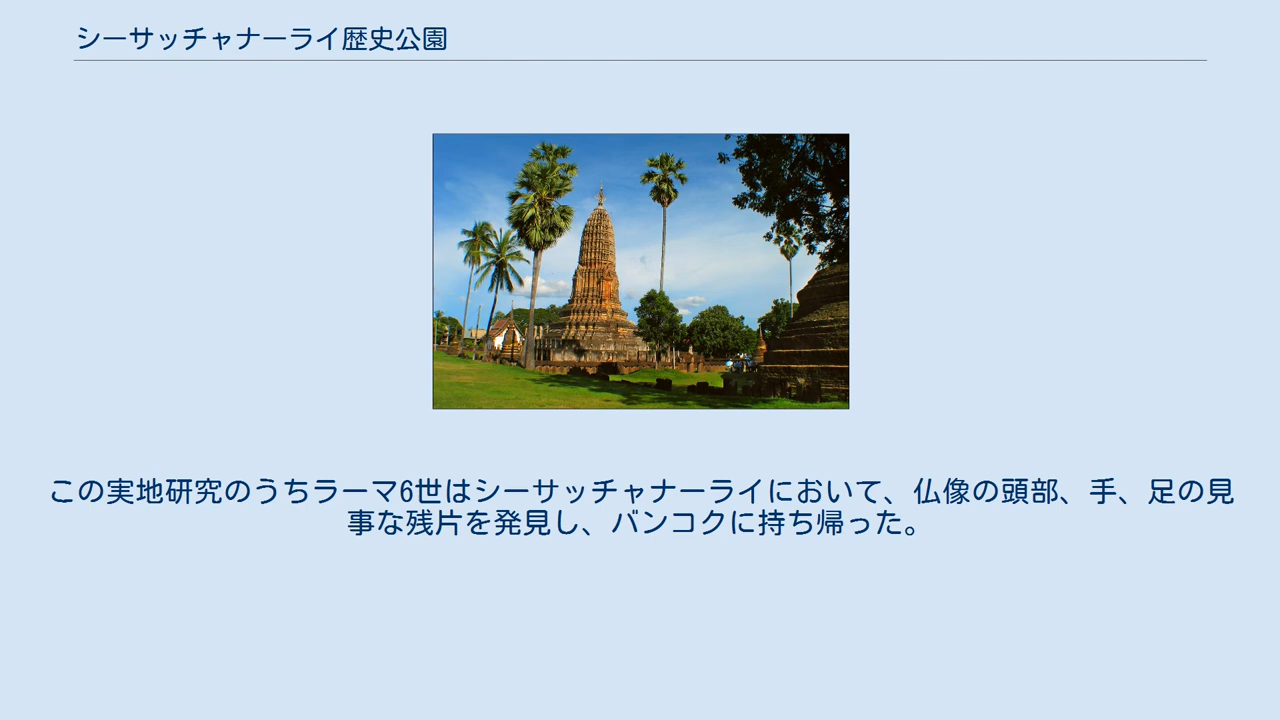 シーサッチャナーライ歴史公園
この実地研究のうちラーマ6世はシーサッチャナーライにおいて、仏像の頭部、手、足の見
事な残片を発見し、バンコクに持ち帰った。